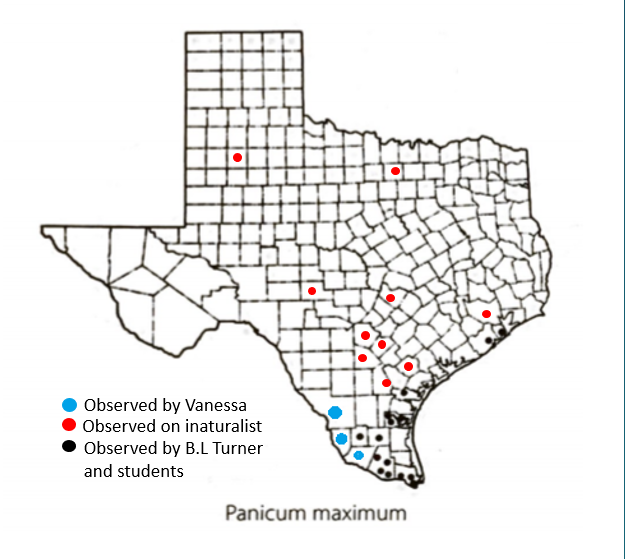 Observed by Vanessa
Observed on inaturalist
Observed by B.L Turner
and students
Panicum maximum